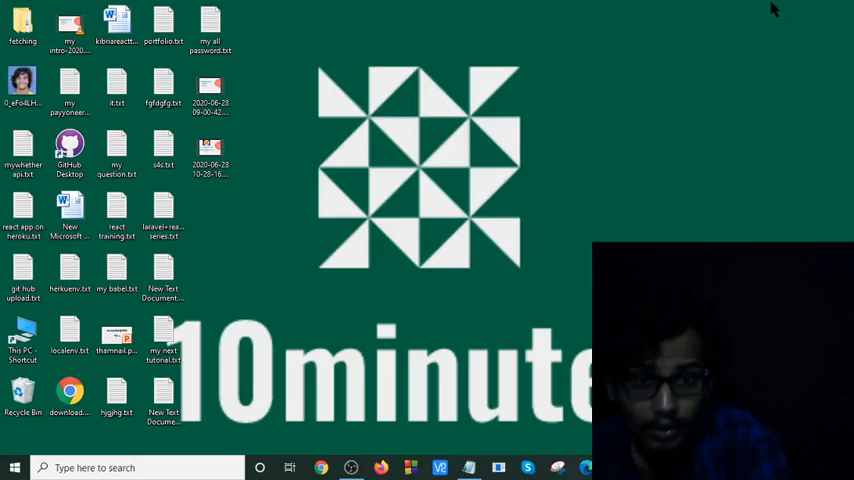 fetching
my
intro-2020....
kibriareactt...
portfolio.txt
my all
password.txt
0_eFo4LH...
my
payyoneer...
it.txt
fgfdgfg.txt
2020-06-28
09-00-42....
mywhether
api.txt
GitHub
Desktop
my
question.txt
s4s.txt
2020-06-28
10-28-16....
react app on
heroku.txt
New
Microsoft ...
react
training.txt
laravel+rea...
series.txt
git hub
upload.txt
herkuenv.txt
my babel.txt
New Text
Document....
This PC -
Shortcut
localenv.txt
thamnail.p...
my next
tutorial.txt
Recycle Bin
download....
hjgjhg.txt
New Text
Docume...
10minute
Type here to search